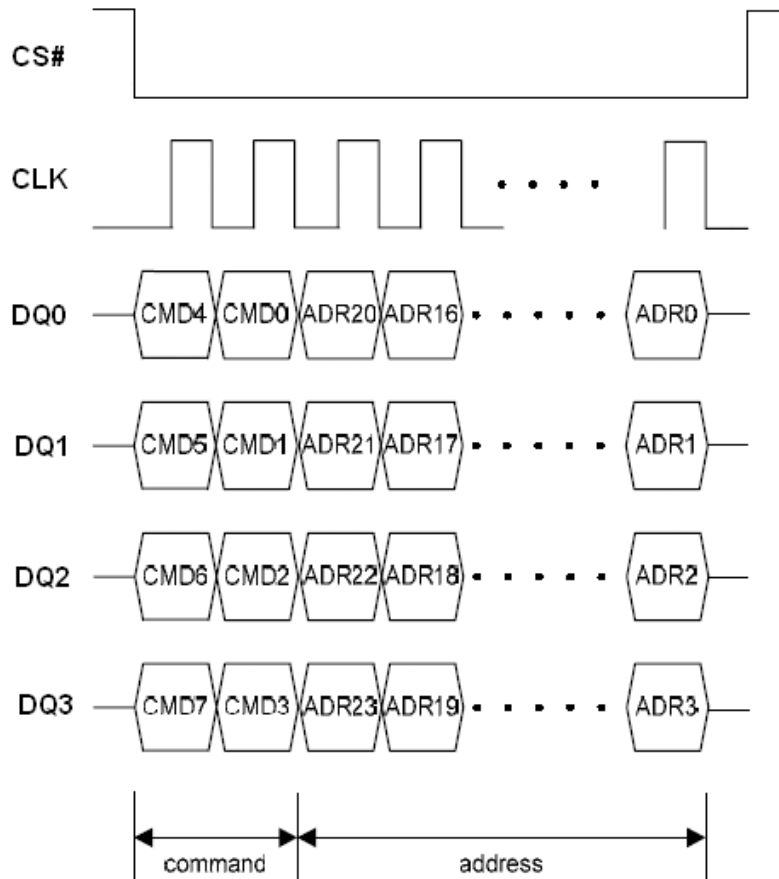 CS#
CLK
DQ0 CMD4 CMD0 ADR20 ADR16 ADR0
DQ1 CMD5 CMD1 ADR21 ADR17 ADR1
DQ2 CMD6 CMD2 ADR22 ADR18 ADR2
DQ3 CMD7 CMD3 ADR23 ADR19 ADR3
command address